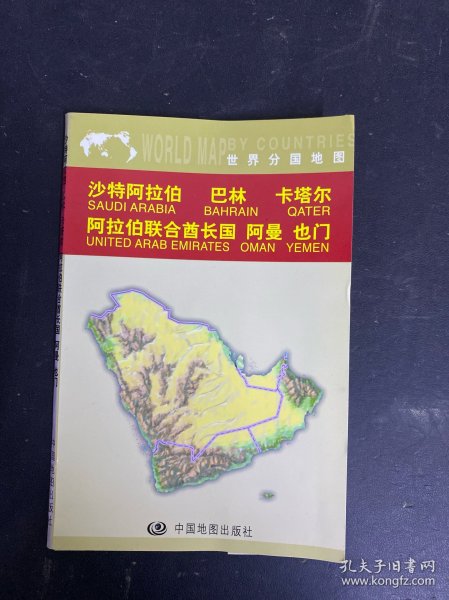 WORLD MAP BY COUNTRIES
世界分国地图
沙特阿拉伯 巴林 卡塔尔
SAUDI ARABIA BAHRAIN QATER
阿拉伯联合酋长国 阿曼 也门
UNITED ARAB EMIRATES OMAN YEMEN
中国地图出版社
孔夫子旧书网
www.kongfz.com